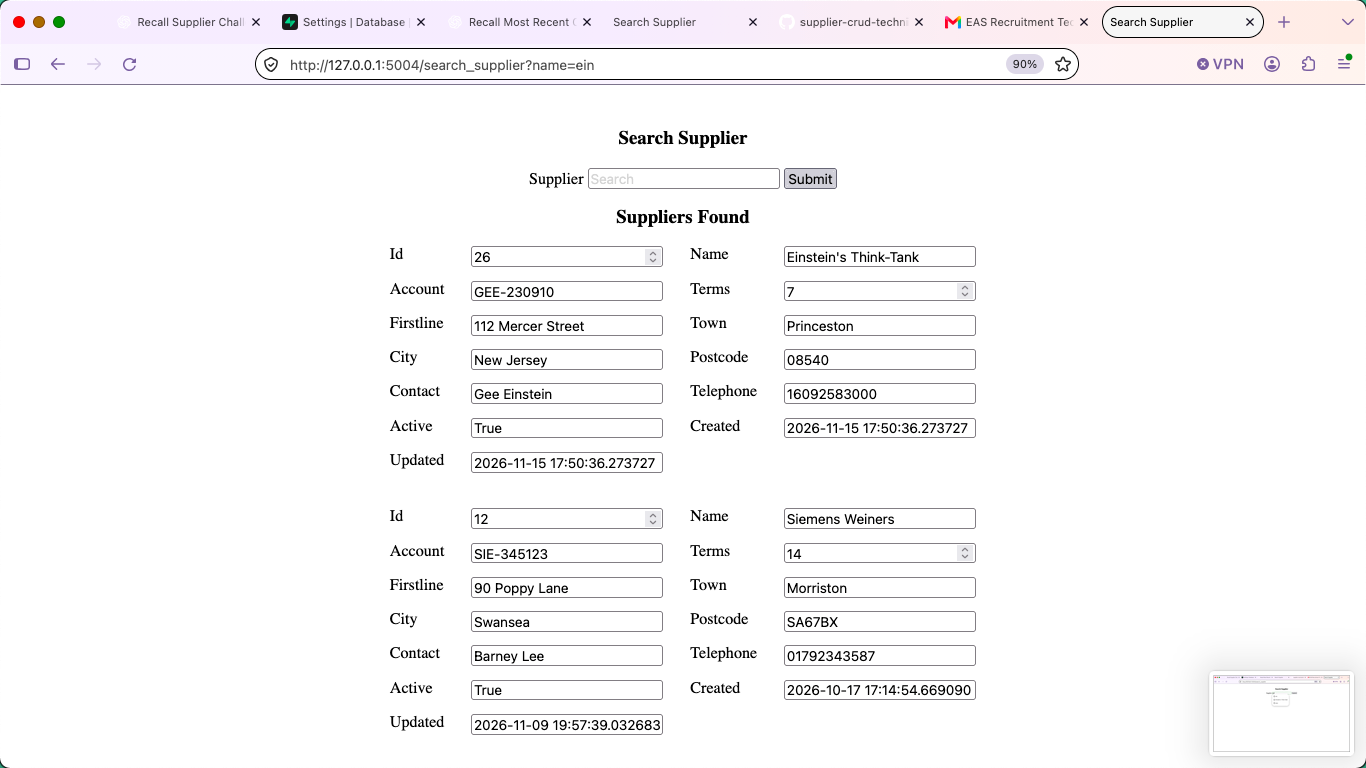 Recall Supplier Chal
Settings | Database
Recall Most Recent
Search Supplier
supplier-crud-techni
EAS Recruitment Tec
Search Supplier
http://127.0.0.1:5004/search_supplier?name=ein
90%
VPN
Search Supplier
Supplier Search Submit
Suppliers Found
Id 26 Name Einstein's Think-Tank
Account GEE-230910 Terms 7
Firstline 112 Mercer Street Town Princeston
City New Jersey Postcode 08540
Contact Gee Einstein Telephone 16092583000
Active True Created 2026-11-15 17:50:36.273727
Updated 2026-11-15 17:50:36.273727
Id 12 Name Siemens Weiners
Account SIE-345123 Terms 14
Firstline 90 Poppy Lane Town Morriston
City Swansea Postcode SA67BX
Contact Barney Lee Telephone 01792343587
Active True Created 2026-10-17 17:14:54.669090
Updated 2026-11-09 19:57:39.032683